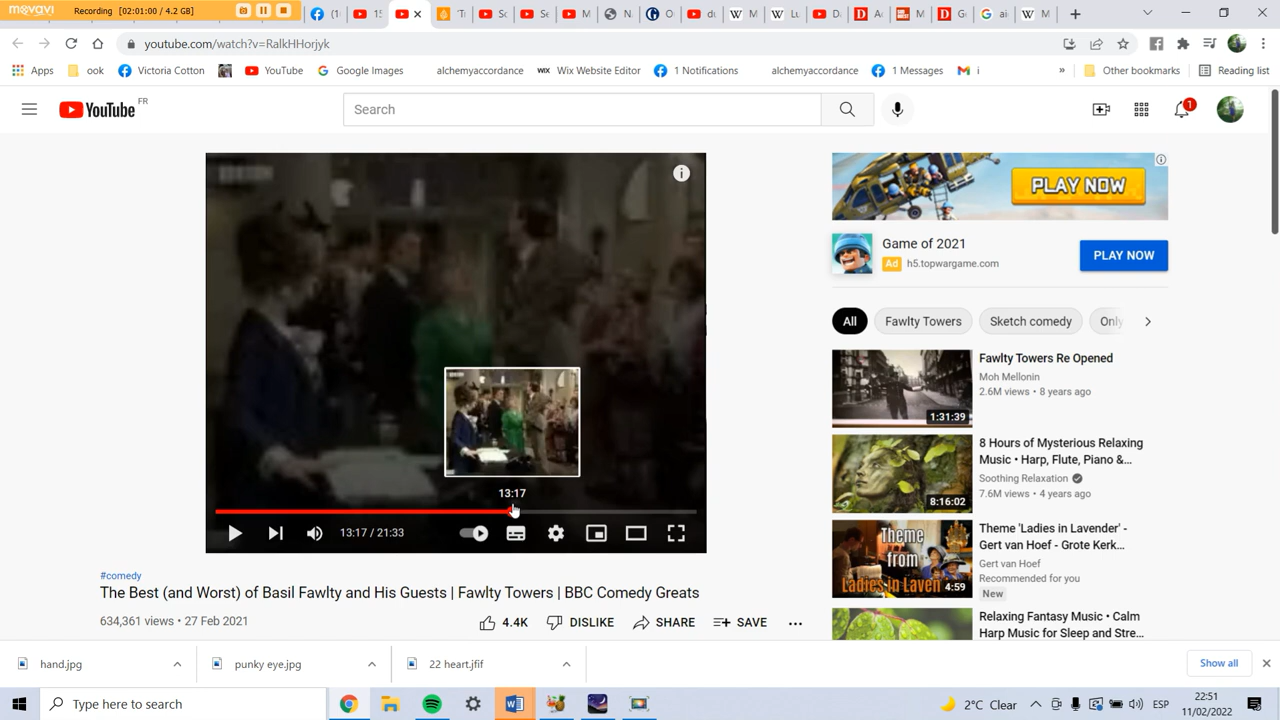 movavi
Recording [02:01:00 / 4.2 GB]
youtube.com/watch?v=RalkHHorjyk
Apps
ook
Victoria Cotton
YouTube
Google Images
alchemyaccordance
WIX Wix Website Editor
1 Notifications
alchemyaccordance
1 Messages
»
Other bookmarks
Reading list
YouTube FR
Search
1
PLAY NOW
Game of 2021
Ad h5.topwargame.com
PLAY NOW
All
Fawlty Towers
Sketch comedy
Only
Fawlty Towers Re Opened
Moh Mellonin
2.6M views • 8 years ago
1:31:39
8 Hours of Mysterious Relaxing
Music • Harp, Flute, Piano &...
Soothing Relaxation
7.6M views • 4 years ago
8:16:02
Theme from Ladies in Laven
4:59
Theme 'Ladies in Lavender' -
Gert van Hoef - Grote Kerk...
Gert van Hoef
Recommended for you
New
Relaxing Fantasy Music • Calm
Harp Music for Sleep and Stre...
13:17
13:17 / 21:33
#comedy
The Best (and Worst) of Basil Fawlty and His Guests | Fawlty Towers | BBC Comedy Greats
634,361 views • 27 Feb 2021
4.4K
DISLIKE
SHARE
SAVE
hand.jpg
punky eye.jpg
22 heart.jfif
Show all
Type here to search
2°C Clear
ESP
22:51
11/02/2022